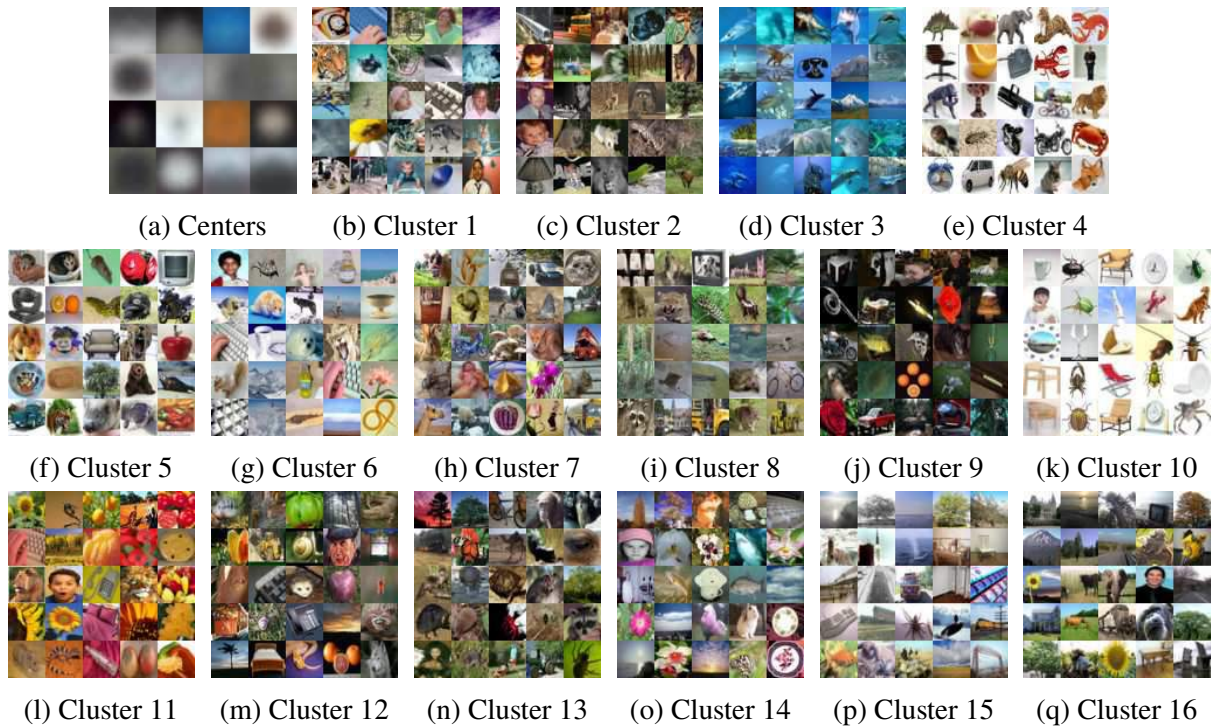 (a) Centers (b) Cluster 1 (c) Cluster 2 (d) Cluster 3 (e) Cluster 4
(f) Cluster 5 (g) Cluster 6 (h) Cluster 7 (i) Cluster 8 (j) Cluster 9 (k) Cluster 10
(l) Cluster 11 (m) Cluster 12 (n) Cluster 13 (o) Cluster 14 (p) Cluster 15 (q) Cluster 16